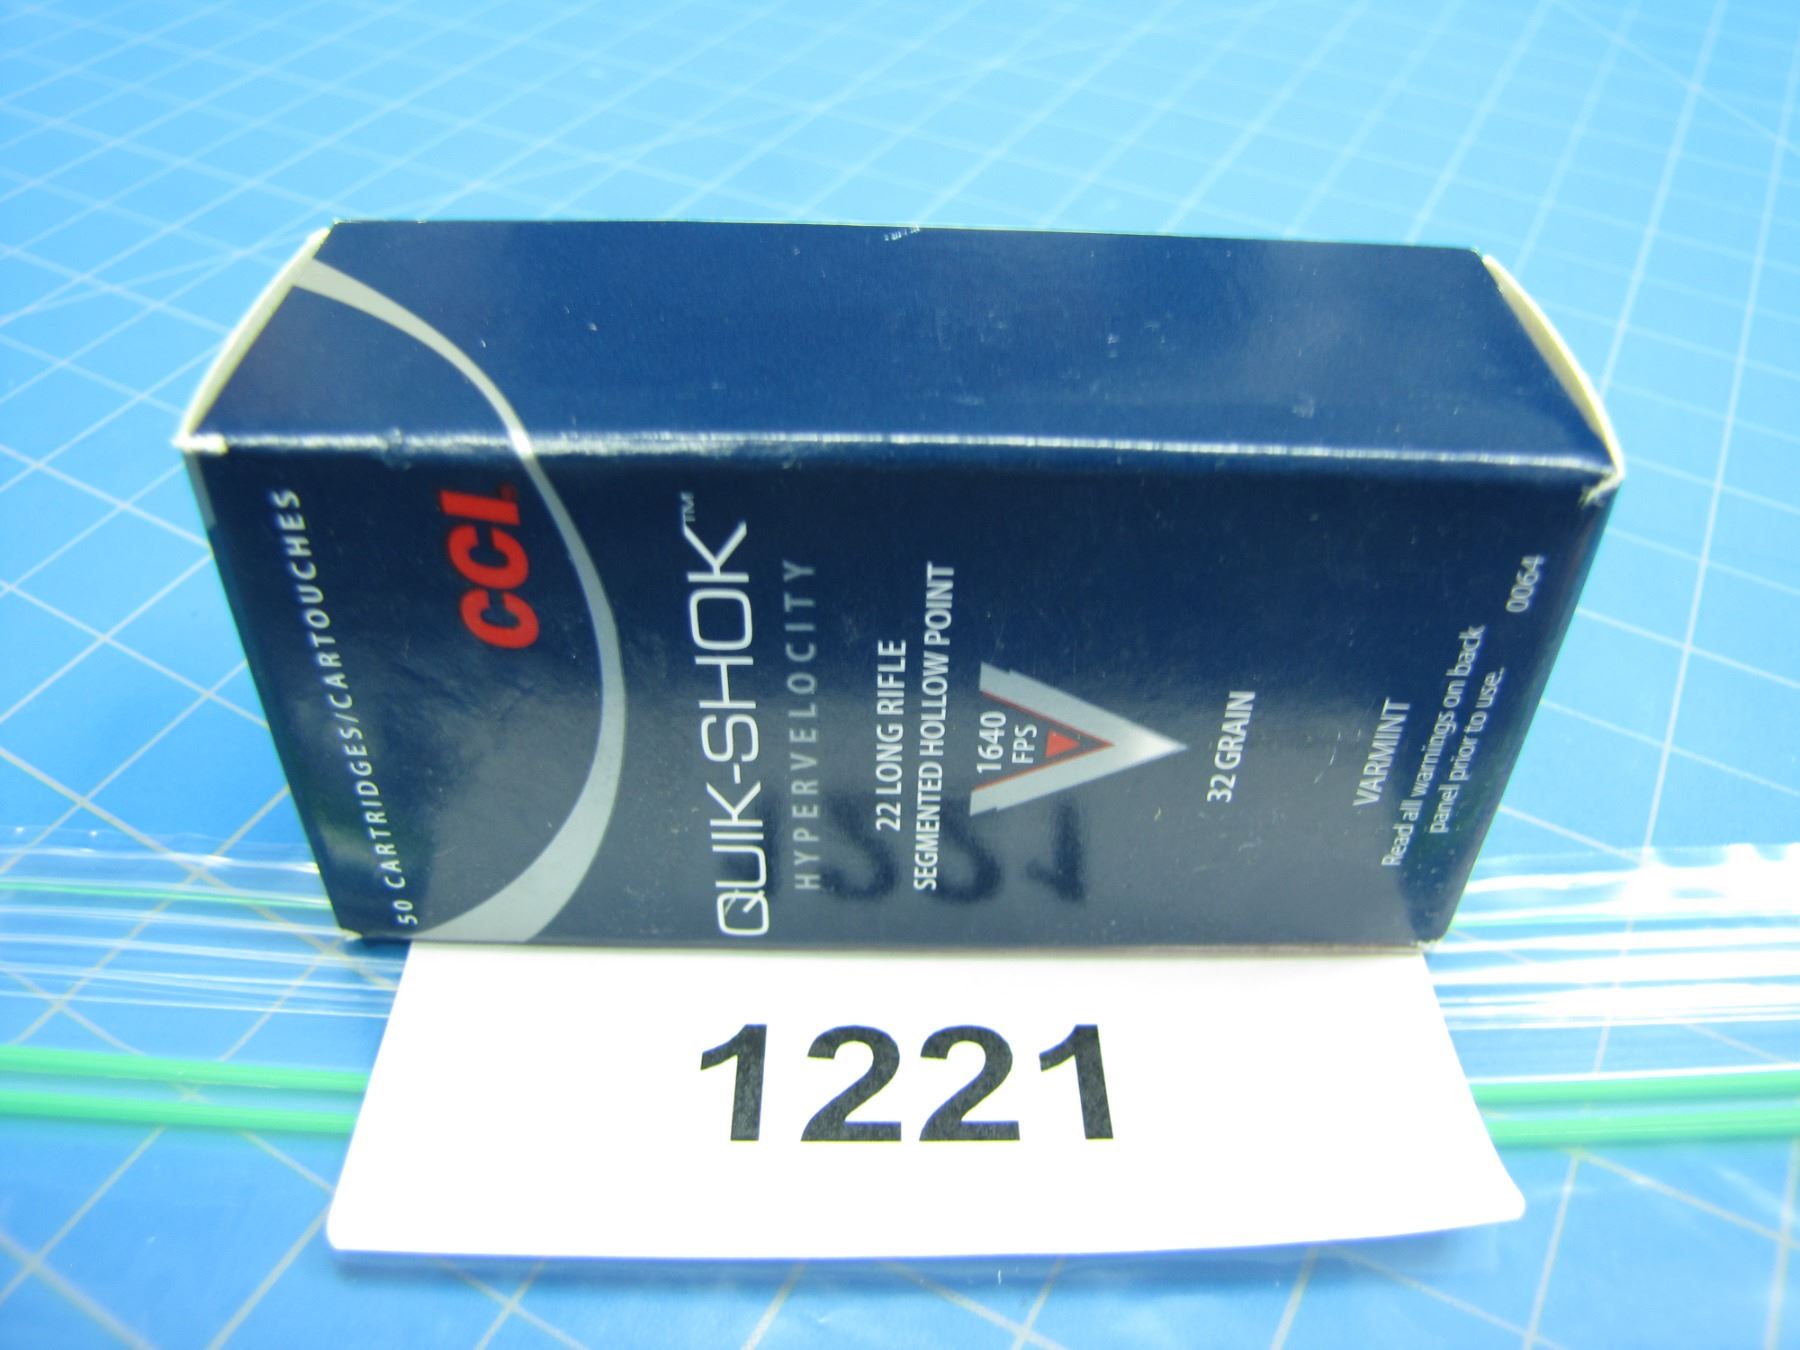 50 CARTRIDGES/CARTOUCHES
CCI
QUIK-SHOK™
HYPERVELOCITY
22 LONG RIFLE
SEGMENTED HOLLOW POINT
1640
FPS
32 GRAIN
VARMINT
Read all warnings on back
panel prior to use.
0064
1221